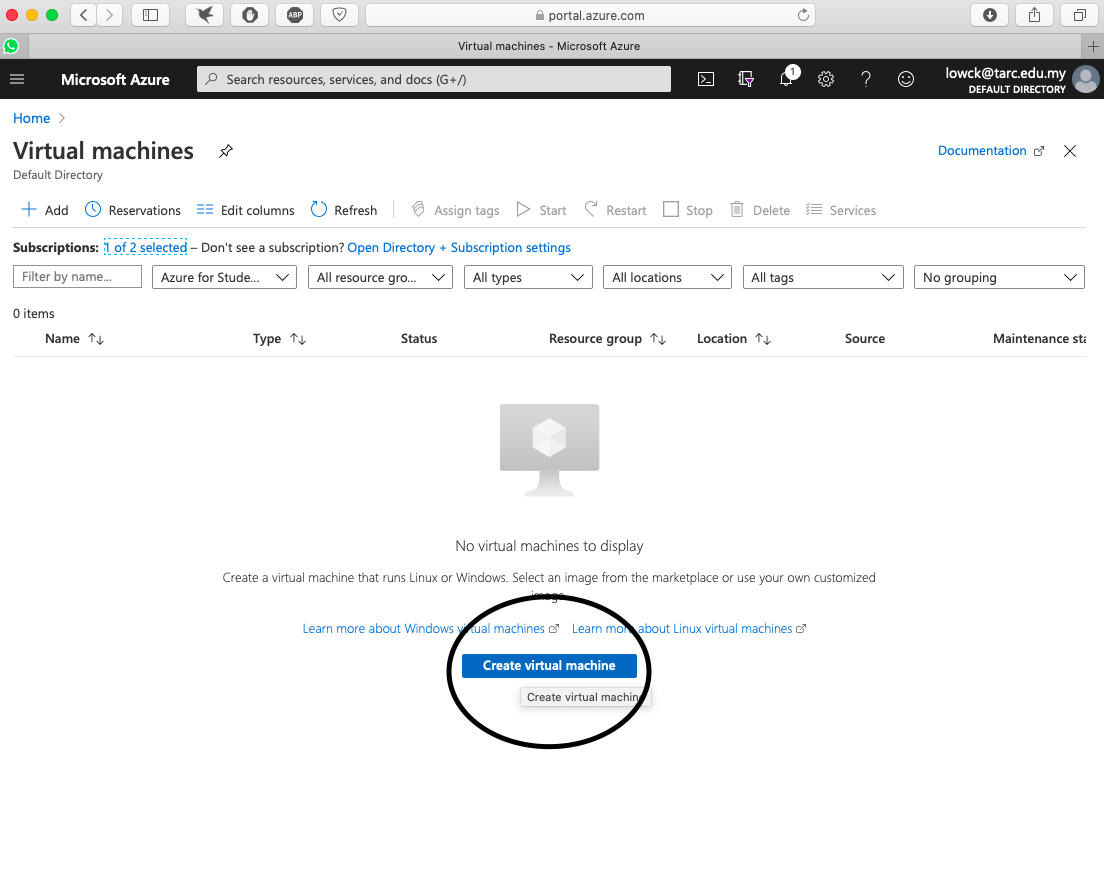 ABP
portal.azure.com
Virtual machines - Microsoft Azure
Microsoft Azure
Search resources, services, and docs (G+/)
1
lowck@tarc.edu.my
DEFAULT DIRECTORY
Home
Virtual machines
Documentation
Default Directory
Add Reservations Edit columns Refresh Assign tags Start Restart Stop Delete Services
Subscriptions: 1 of 2 selected – Don't see a subscription? Open Directory + Subscription settings
Filter by name... Azure for Stude... All resource gro... All types All locations All tags No grouping
0 items
Name Type Status Resource group Location Source Maintenance sta
No virtual machines to display
Create a virtual machine that runs Linux or Windows. Select an image from the marketplace or use your own customized
image.
Learn more about Windows virtual machines Learn more about Linux virtual machines
Create virtual machine
Create virtual machine